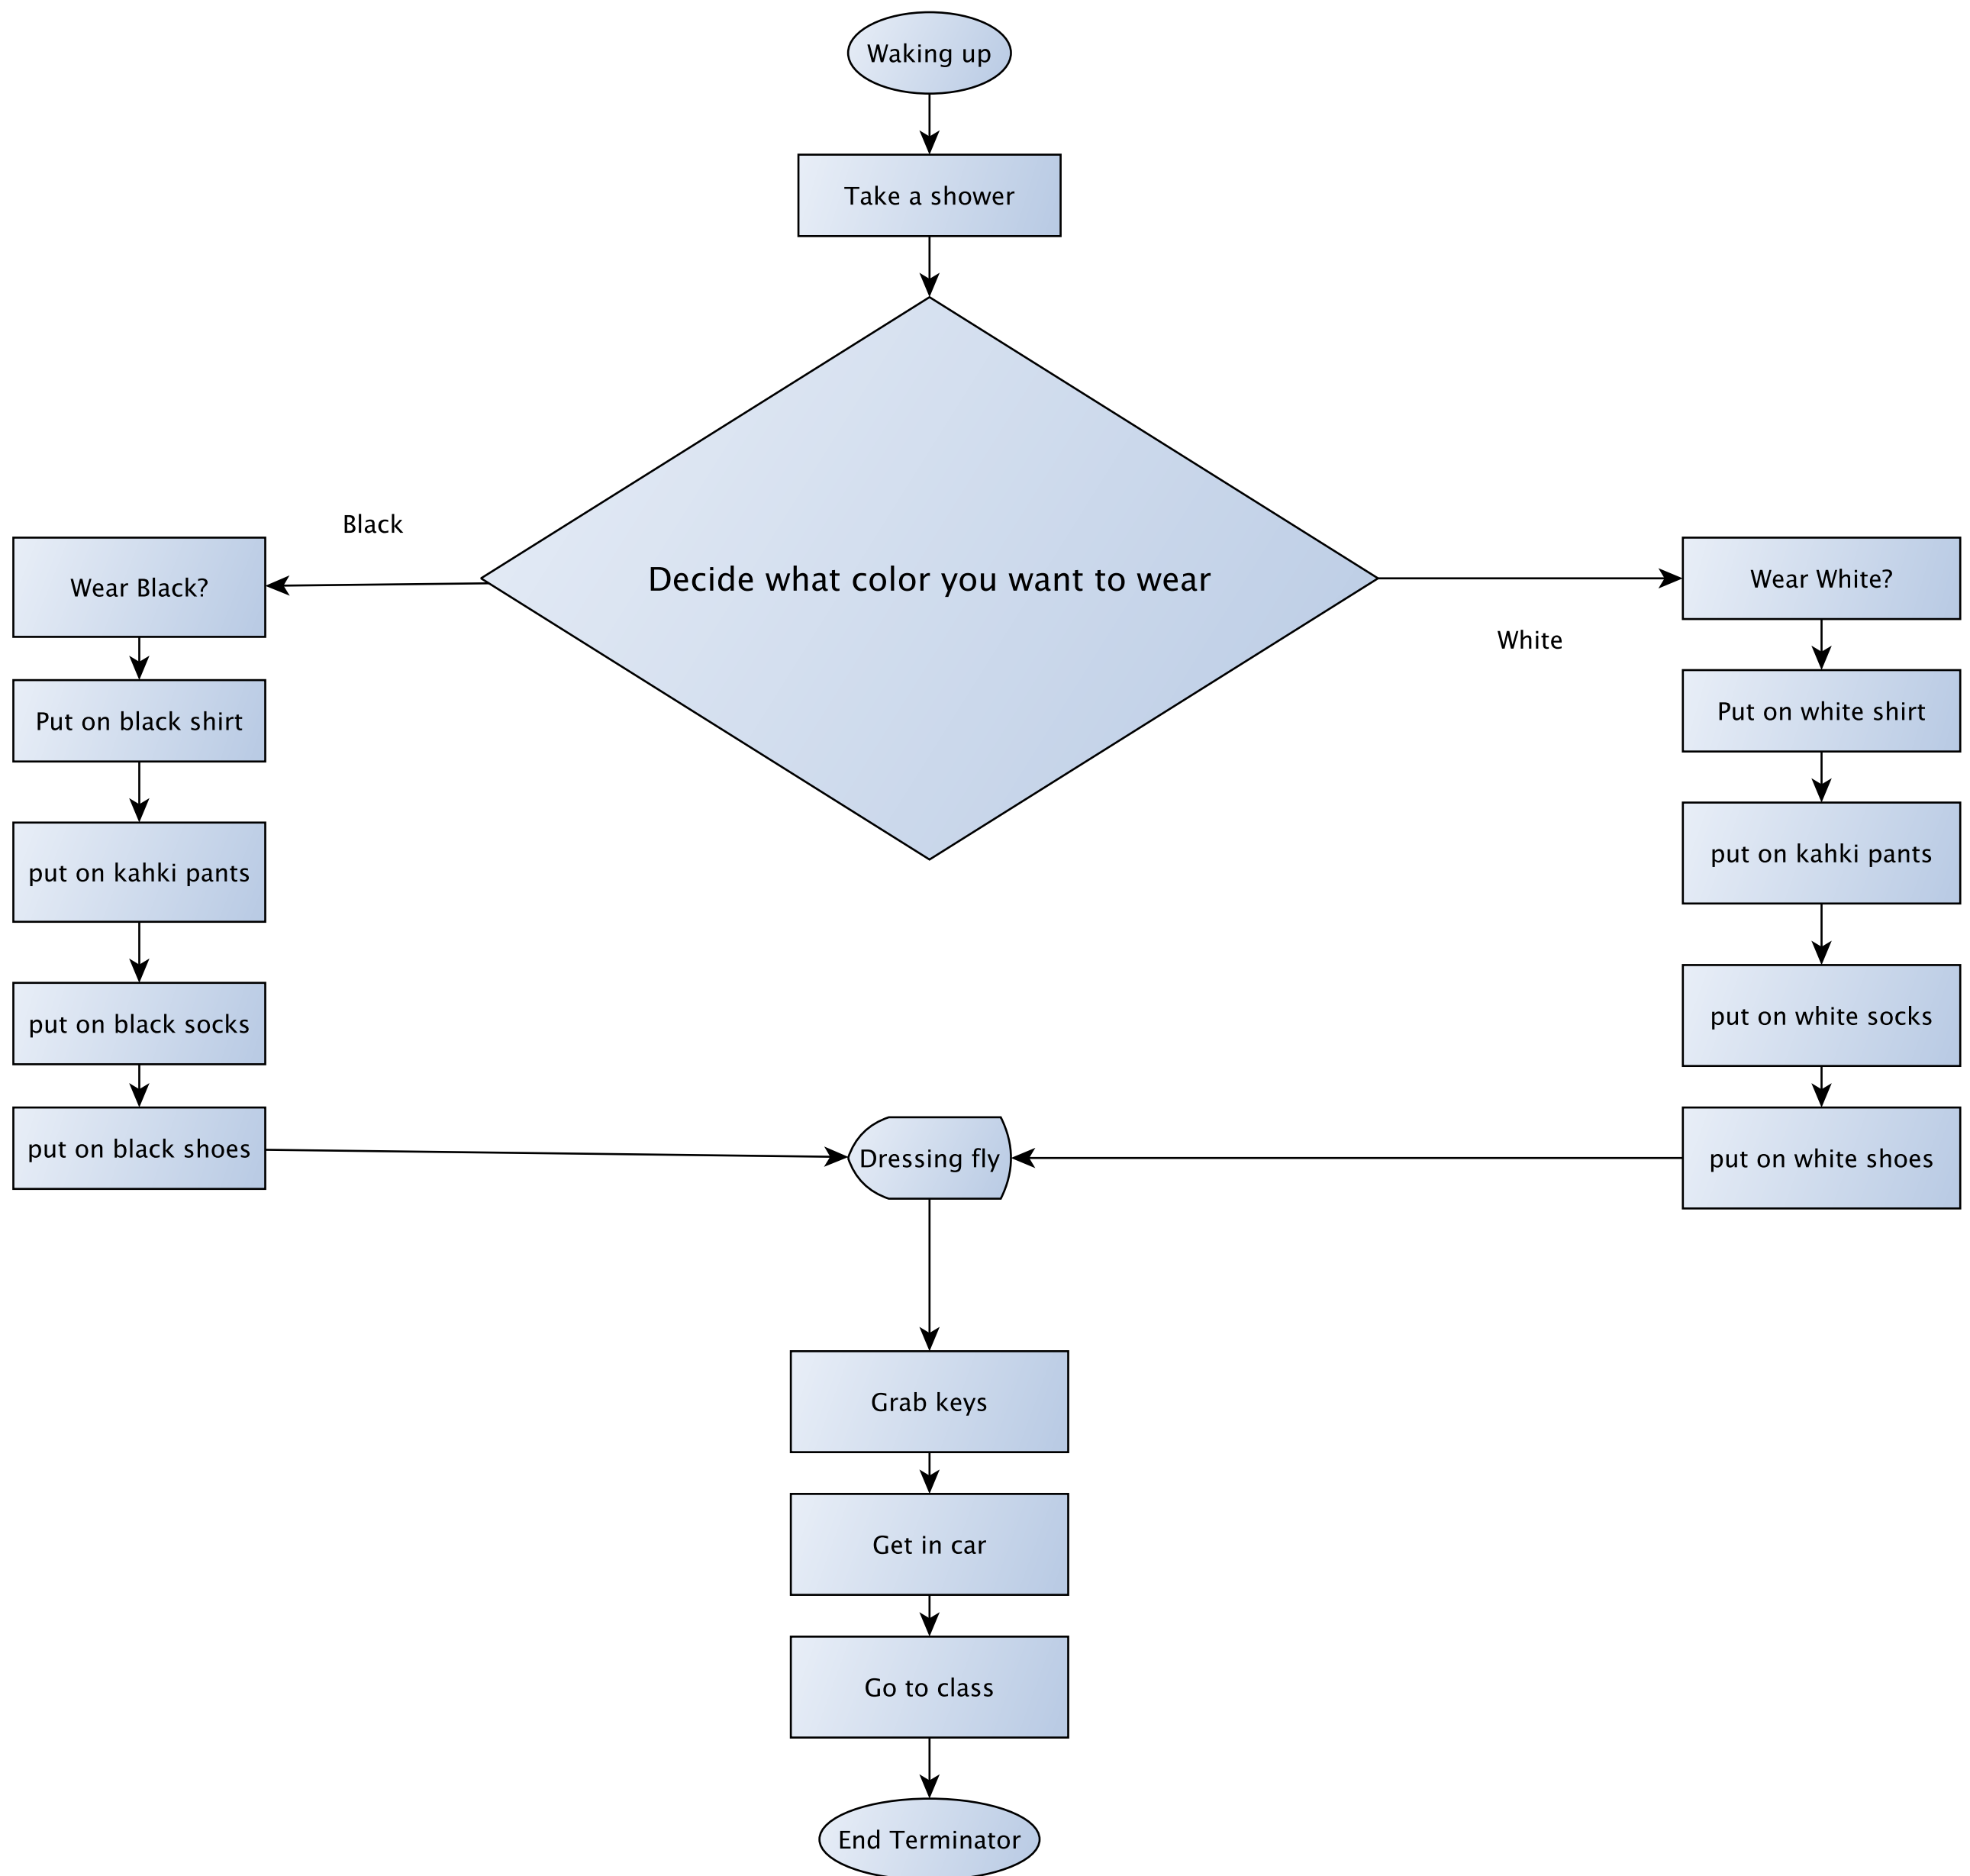 Waking up
Take a shower
Decide what color you want to wear
Black
Wear Black?
Put on black shirt
put on kahki pants
put on black socks
put on black shoes
White
Wear White?
Put on white shirt
put on kahki pants
put on white socks
put on white shoes
Dressing fly
Grab keys
Get in car
Go to class
End Terminator